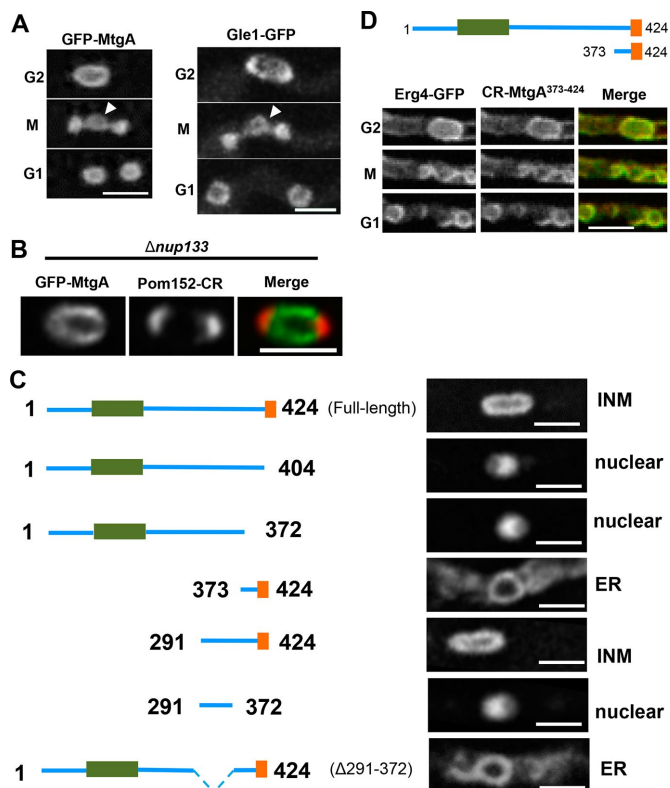 A
GFP-MtgA
G2
M
G1
Gle1-GFP
G2
M
G1
B
Δnup133
GFP-MtgA
Pom152-CR
Merge
C
1
424 (Full-length)
INM
1
404
nuclear
1
372
nuclear
373
424
ER
291
424
INM
291
372
nuclear
1
424 (Δ291-372)
ER
D
1
424
373
424
Erg4-GFP
CR-MtgA373-424
Merge
G2
M
G1